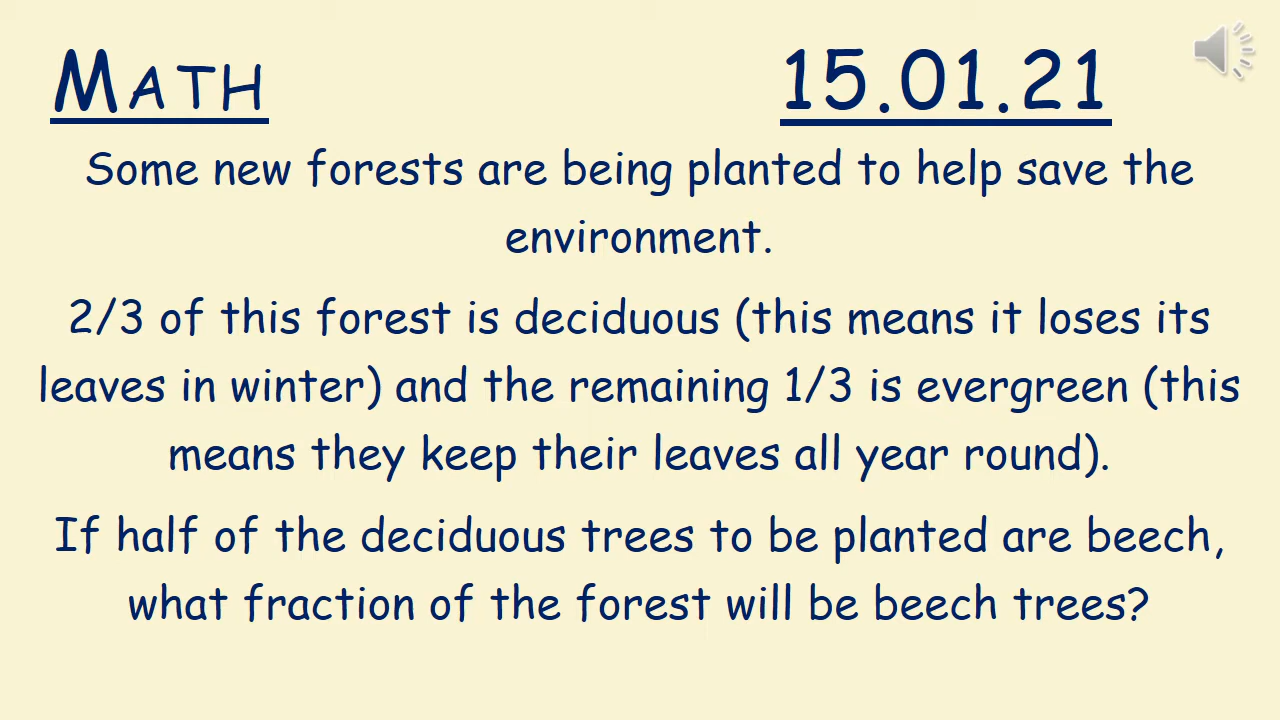 Math 15.01.21
Some new forests are being planted to help save the
environment.
2/3 of this forest is deciduous (this means it loses its
leaves in winter) and the remaining 1/3 is evergreen (this
means they keep their leaves all year round).
If half of the deciduous trees to be planted are beech,
what fraction of the forest will be beech trees?